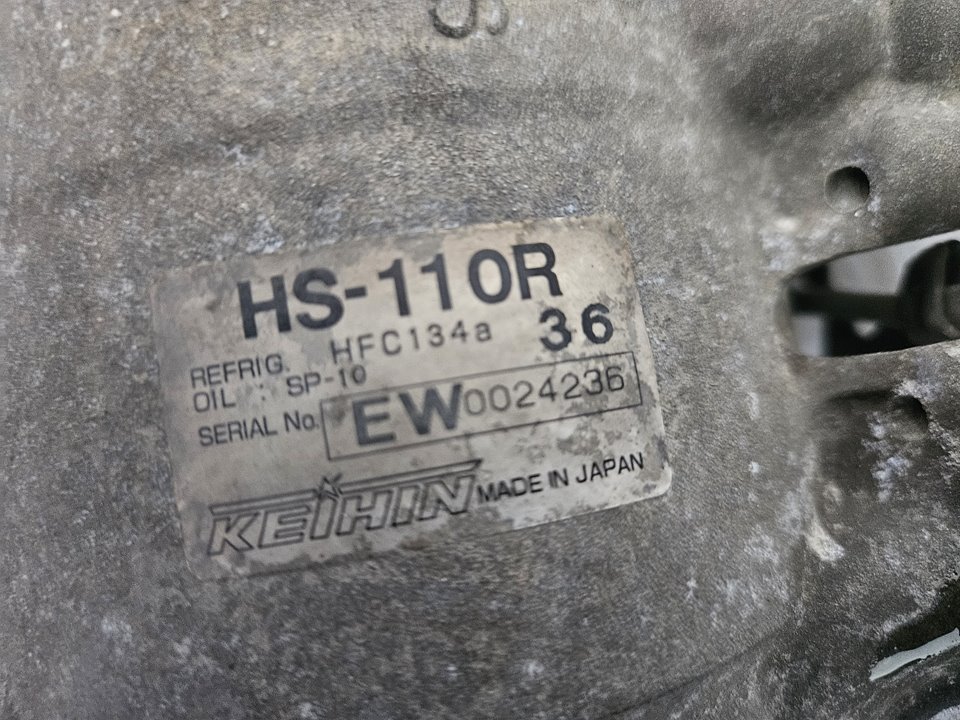 HS-110R
REFRIG. HFC134a 36
OIL : SP-10
SERIAL No. EW0024236
KEIHIN MADE IN JAPAN